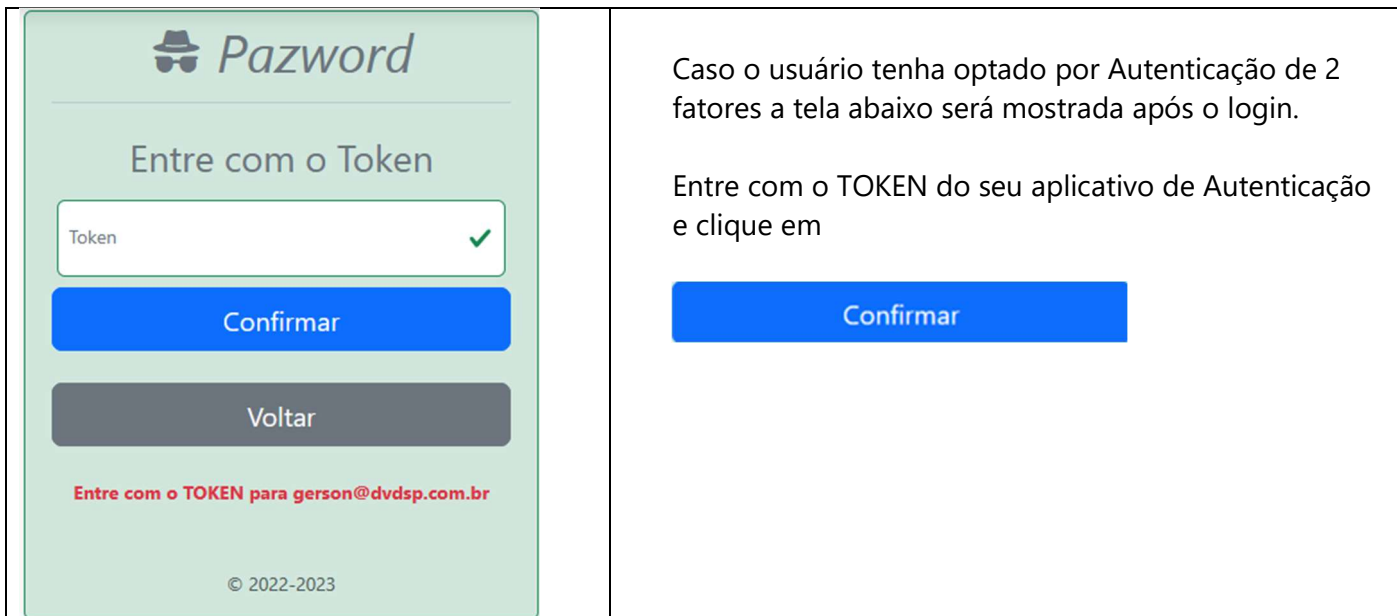 Pazword
Entre com o Token
Token
Confirmar
Voltar
Entre com o TOKEN para gerson@dvdsp.com.br
© 2022-2023
Caso o usuário tenha optado por Autenticação de 2
fatores a tela abaixo será mostrada após o login.
Entre com o TOKEN do seu aplicativo de Autenticação
e clique em
Confirmar